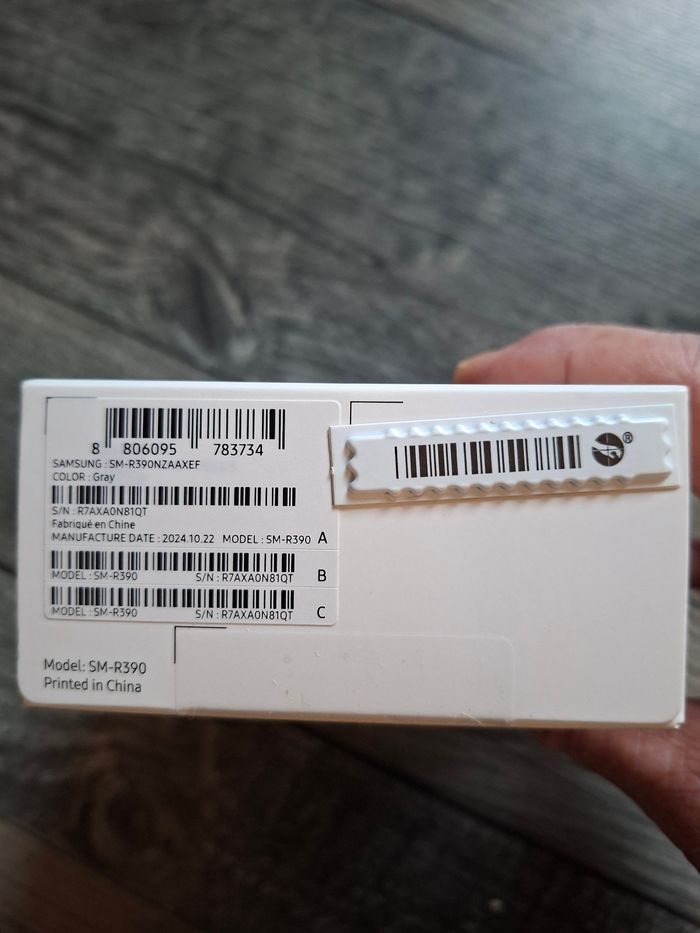 8 806095 783734
SAMSUNG : SM-R390NZAAXEF
COLOR : Gray
S/N : R7AXA0N81QT
Fabriqué en Chine
MANUFACTURE DATE : 2024.10.22 MODEL : SM-R390 A
MODEL : SM-R390 S/N : R7AXA0N81QT B
MODEL : SM-R390 S/N : R7AXA0N81QT C
Model: SM-R390
Printed in China
®